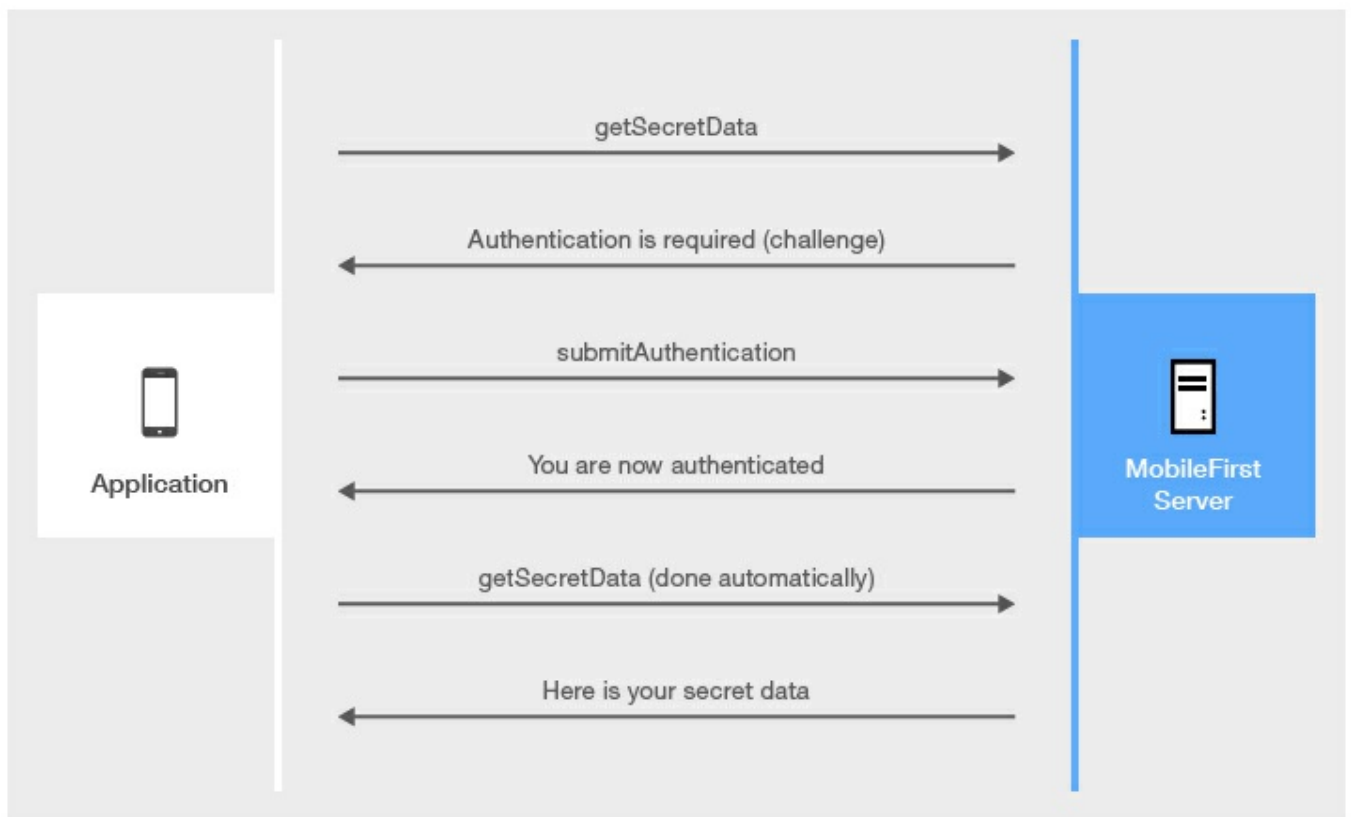 getSecretData
Authentication is required (challenge)
submitAuthentication
You are now authenticated
getSecretData (done automatically)
Here is your secret data
Application
MobileFirst
Server